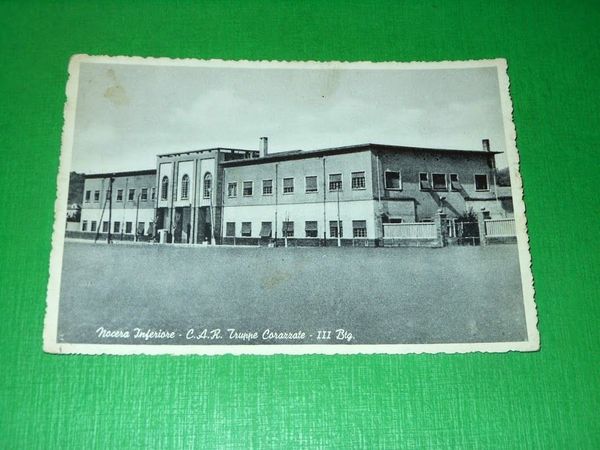 Nocera Inferiore - C.A.R. Truppe Corazzate - III Btg.